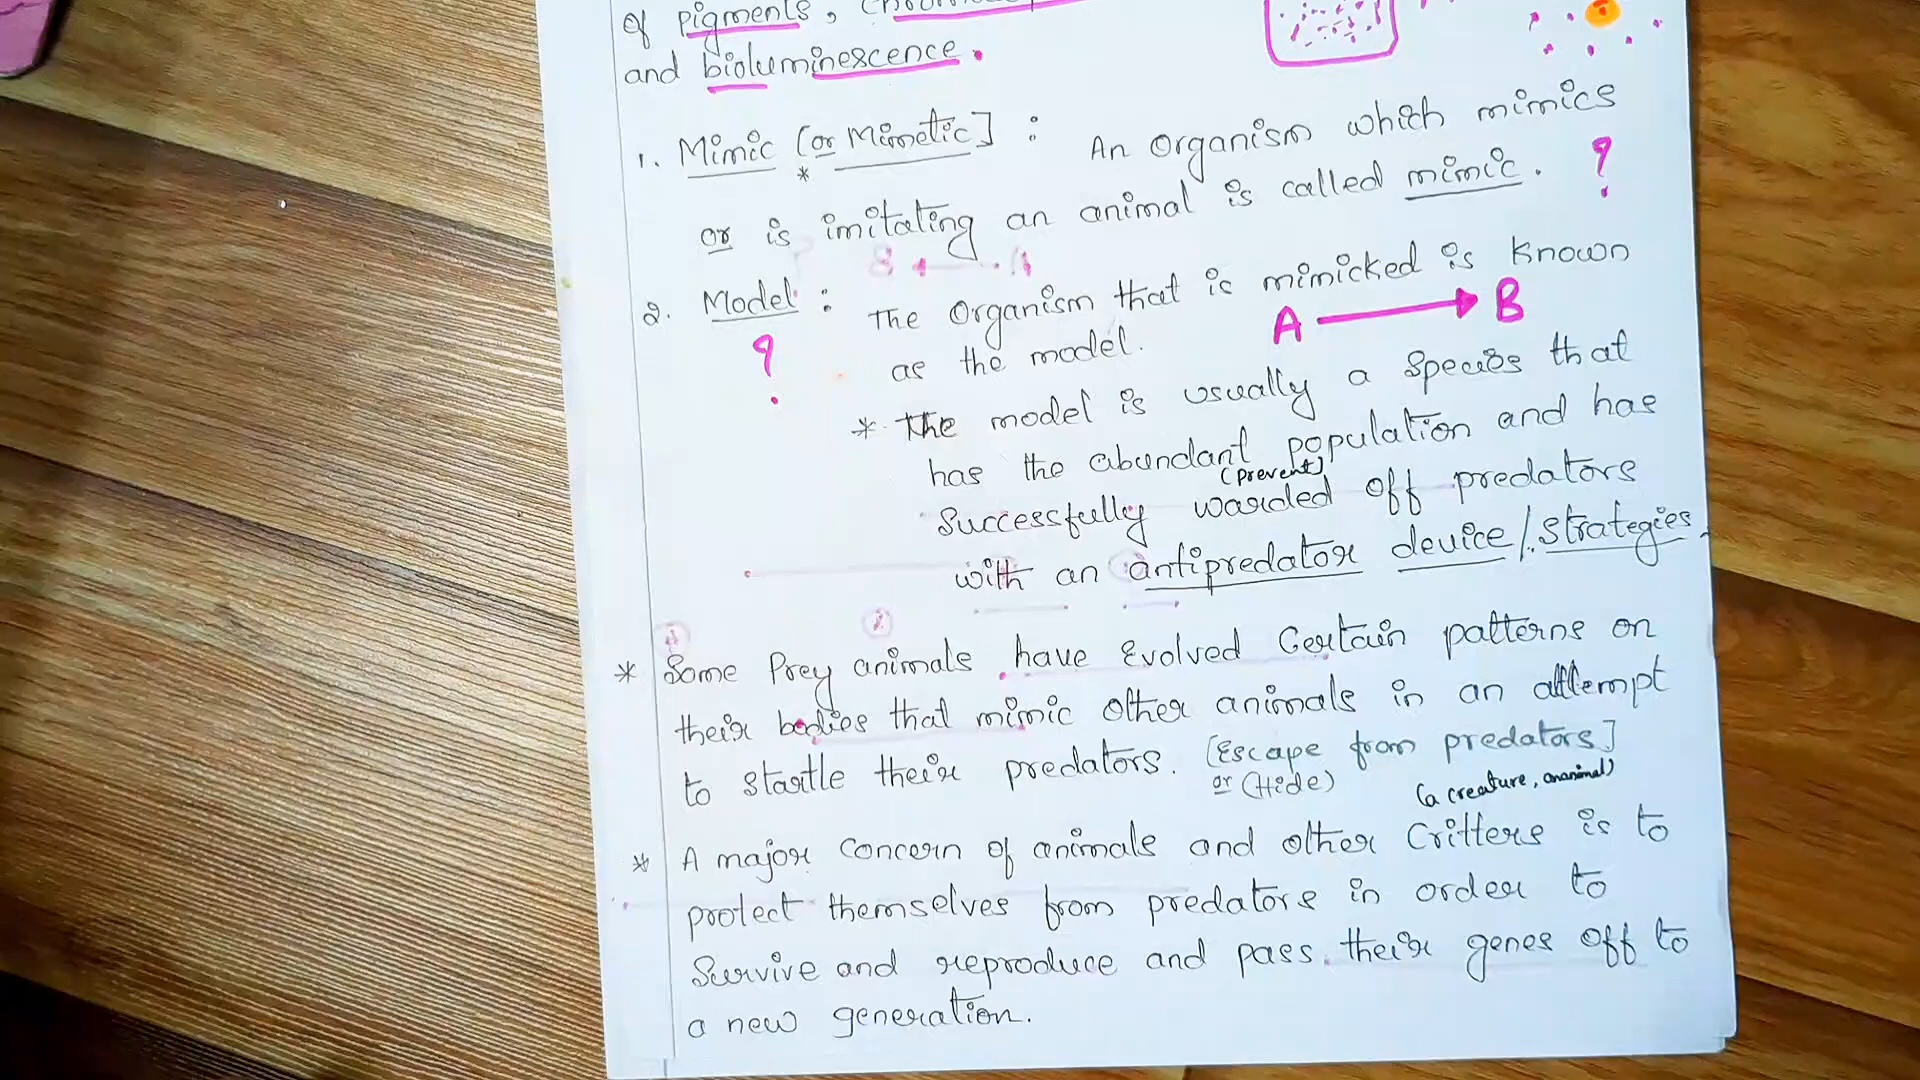 of pigments,
and bioluminescence.
1. Mimic [or Mimetic] : An Organism which mimics
*
or is imitating an animal is called mimic. ?
2. Model : The Organism that is mimicked is Known
? as the model. A → B
* The model is usually a species that
has the abundant population and has
(prevent)
Successfully warded off predators
with an antipredator device / strategies.
* Some Prey animals have Evolved Certain patterns on
their bodies that mimic other animals in an attempt
to startle their predators. [Escape from predators]
or (Hide)
(a creature, an animal)
* A major Concern of animals and other Critters is to
protect themselves from predators in order to
Survive and reproduce and pass their genes off to
a new generation.